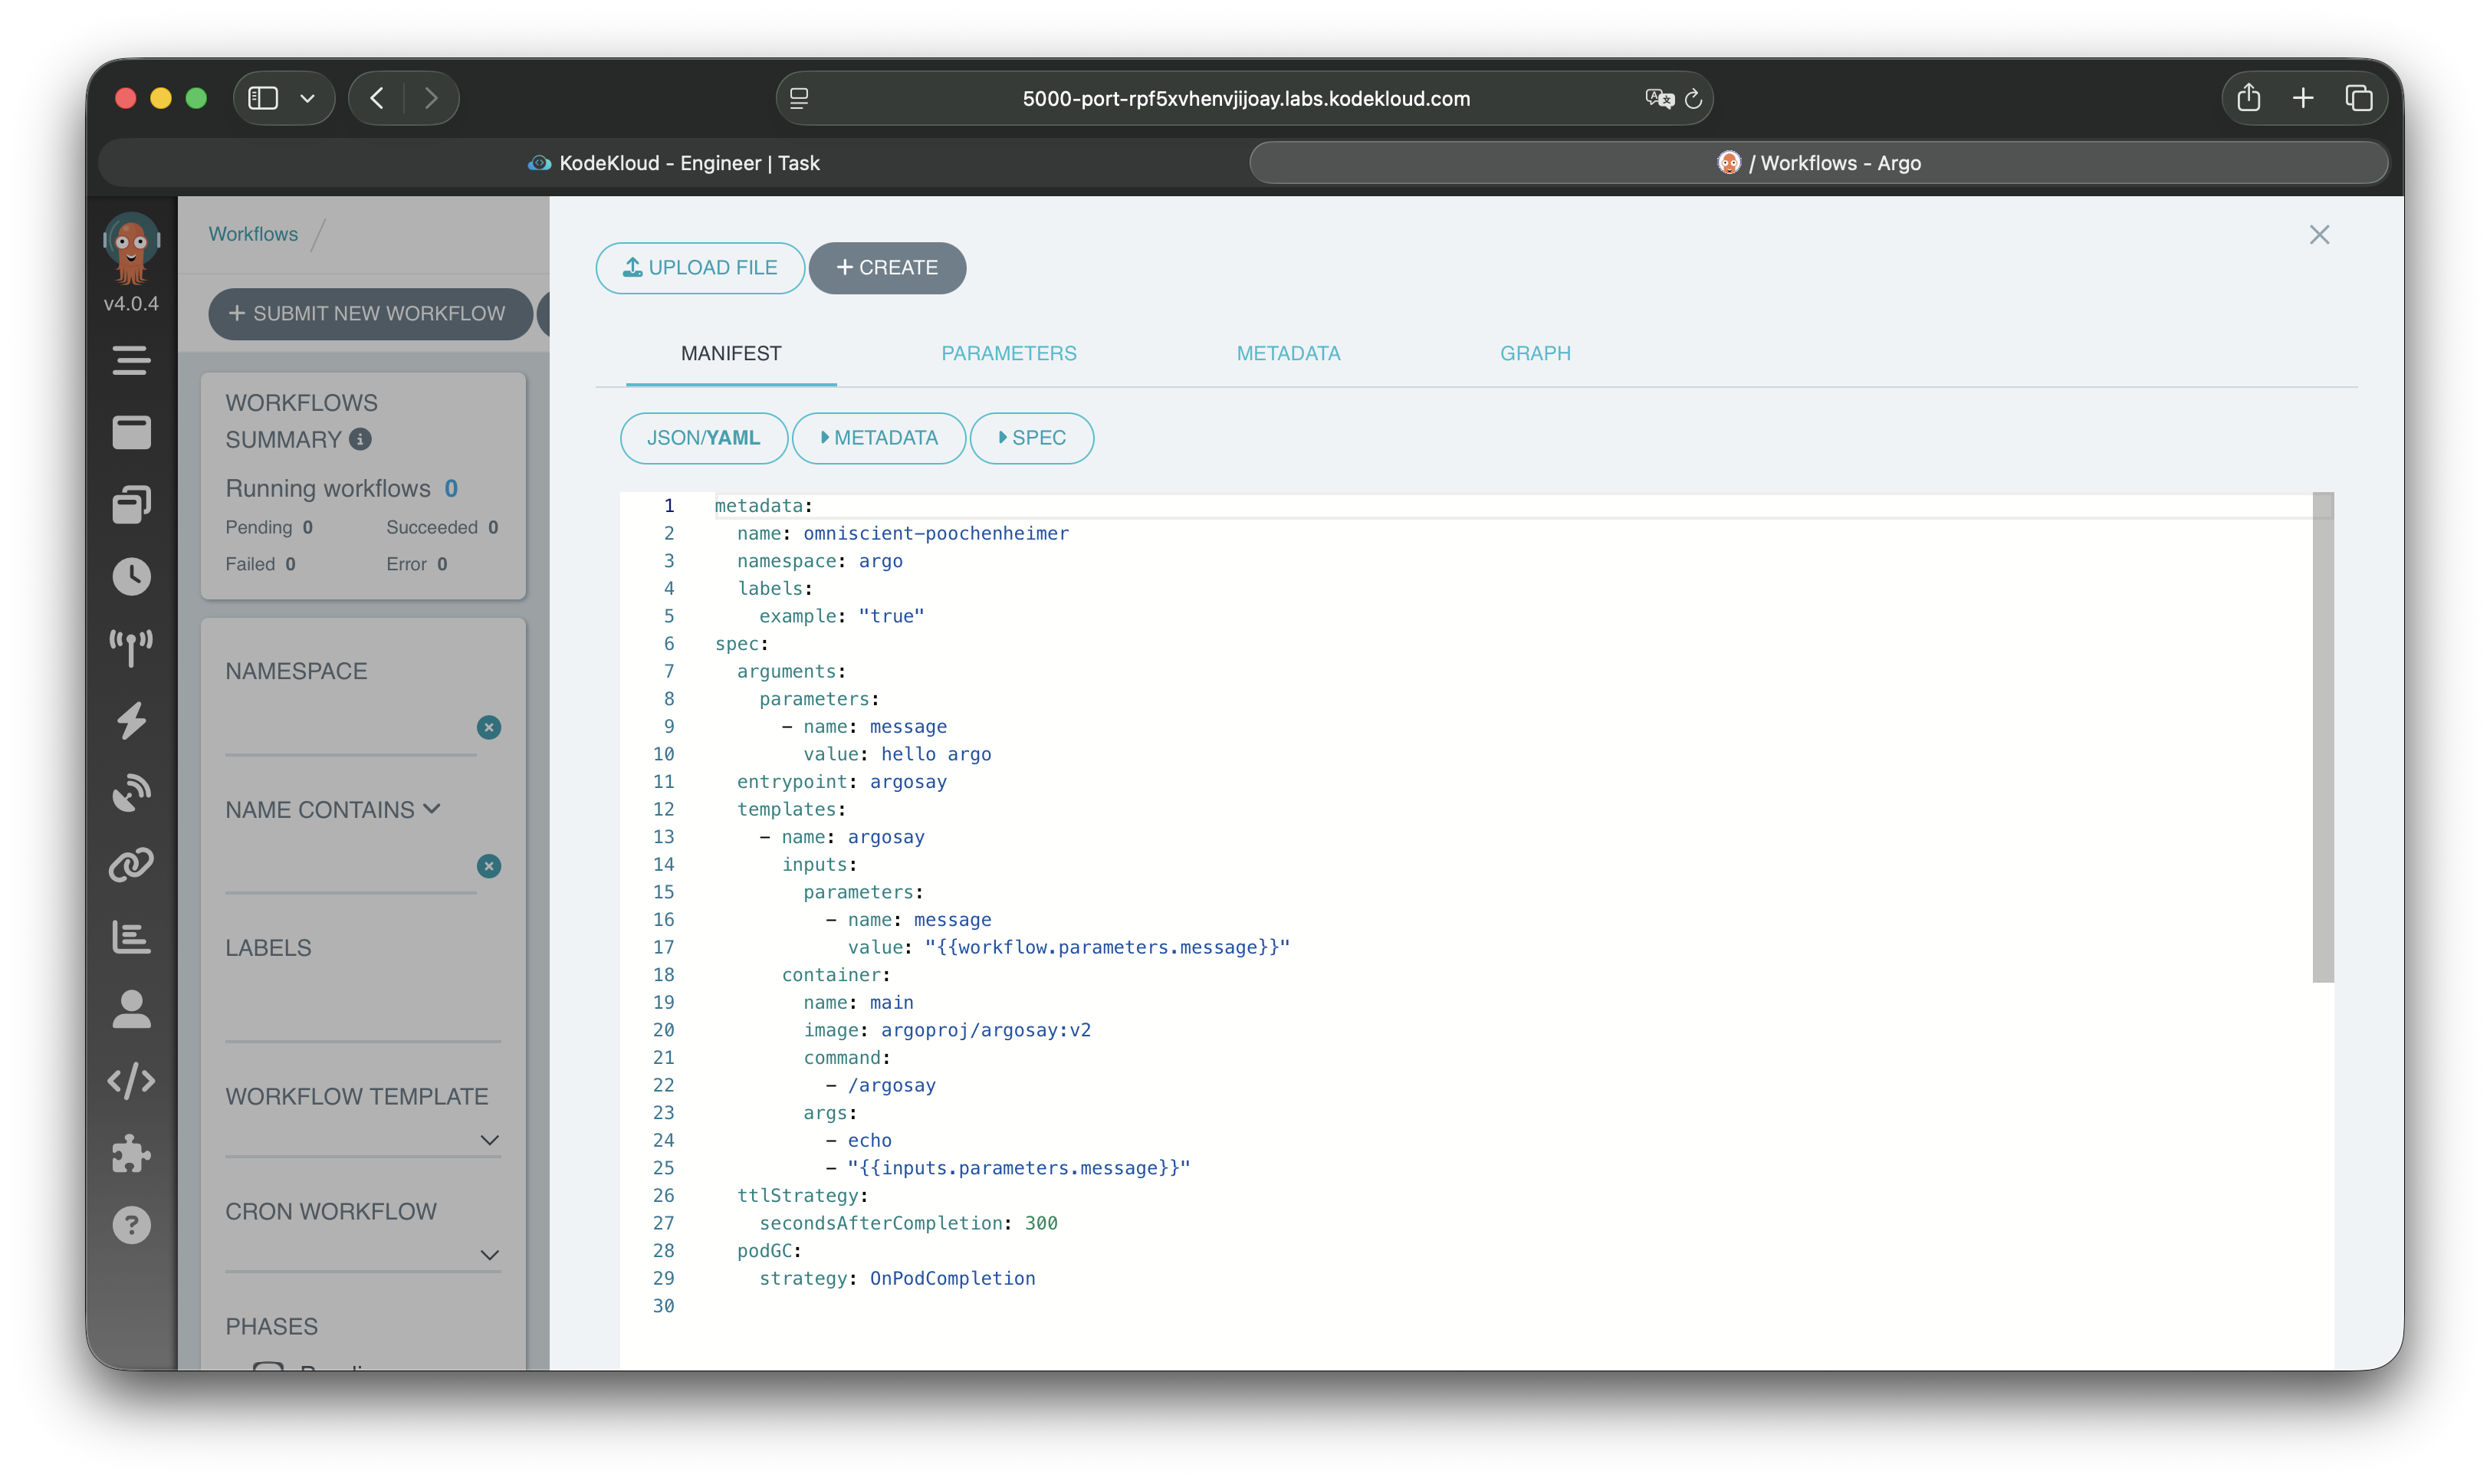 5000-port-rpf5xvhenvjijoay.labs.kodekloud.com
KodeKloud - Engineer | Task
/ Workflows - Argo
v4.0.4
Workflows
+ SUBMIT NEW WORKFLOW
WORKFLOWS
SUMMARY
Running workflows 0
Pending 0 Succeeded 0
Failed 0 Error 0
NAMESPACE
NAME CONTAINS
LABELS
WORKFLOW TEMPLATE
CRON WORKFLOW
PHASES
UPLOAD FILE
+ CREATE
MANIFEST PARAMETERS METADATA GRAPH
JSON/YAML METADATA SPEC
1 metadata:
2   name: omniscient-poochenheimer
3   namespace: argo
4   labels:
5     example: "true"
6 spec:
7   arguments:
8     parameters:
9       - name: message
10         value: hello argo
11   entrypoint: argosay
12   templates:
13     - name: argosay
14       inputs:
15         parameters:
16           - name: message
17             value: "{{workflow.parameters.message}}"
18       container:
19         name: main
20         image: argoproj/argosay:v2
21         command:
22           - /argosay
23         args:
24           - echo
25           - "{{inputs.parameters.message}}"
26   ttlStrategy:
27     secondsAfterCompletion: 300
28   podGC:
29     strategy: OnPodCompletion
30